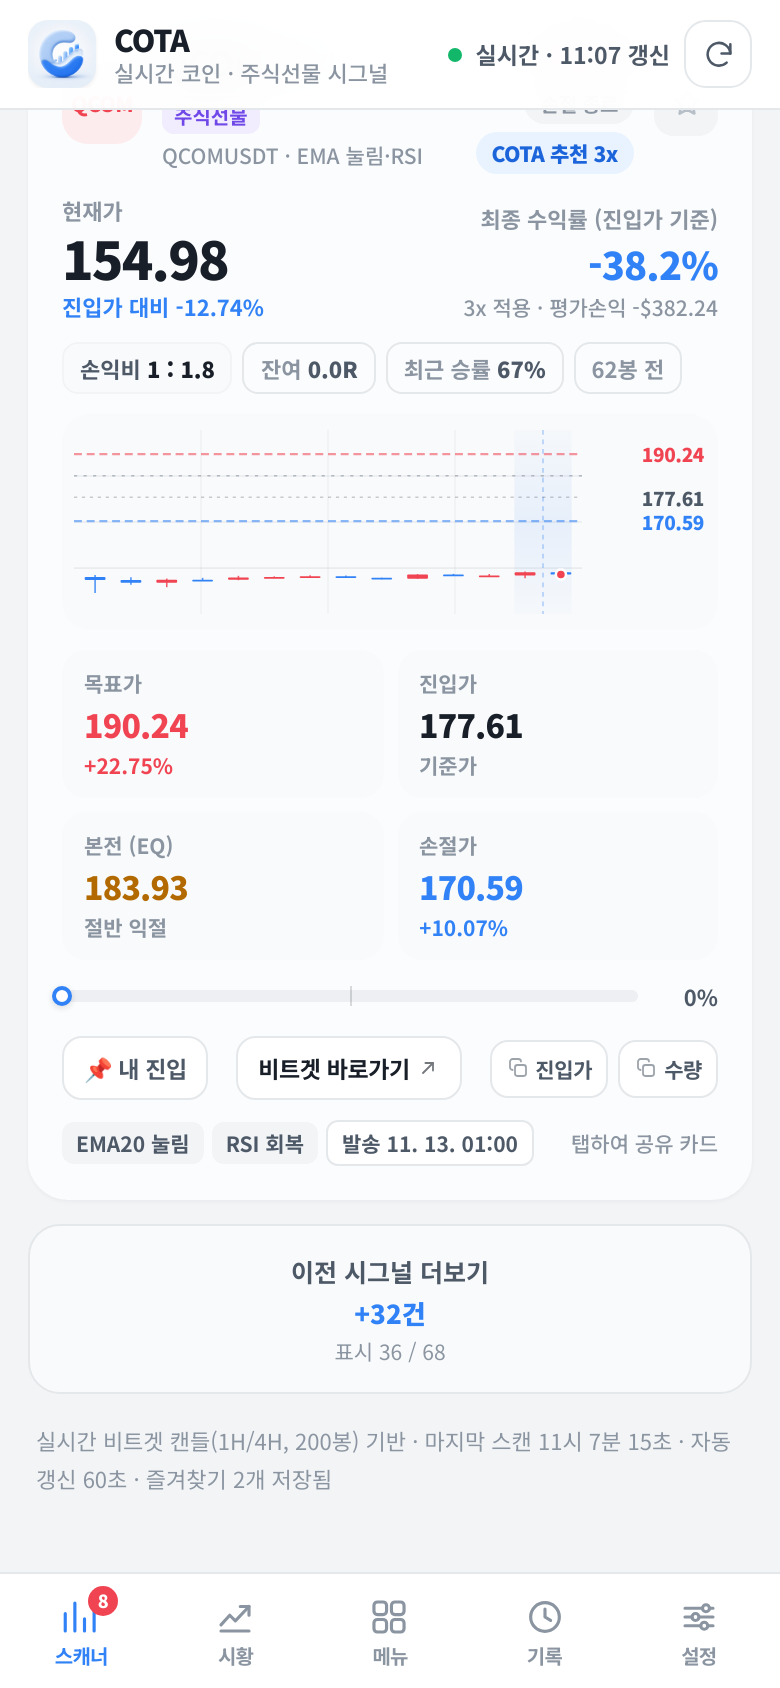 COTA
실시간 코인 · 주식선물 시그널
실시간 · 11:07 갱신
주식선물
QCOMUSDT · EMA 눌림·RSI
COTA 추천 3x
현재가
154.98
진입가 대비 -12.74%
최종 수익률 (진입가 기준)
-38.2%
3x 적용 · 평가손익 -$382.24
손익비 1 : 1.8
잔여 0.0R
최근 승률 67%
62봉 전
190.24
177.61
170.59
목표가
190.24
+22.75%
진입가
177.61
기준가
본전 (EQ)
183.93
절반 익절
손절가
170.59
+10.07%
0%
📌 내 진입
비트겟 바로가기 ↗
진입가
수량
EMA20 눌림
RSI 회복
발송 11. 13. 01:00
탭하여 공유 카드
이전 시그널 더보기
+32건
표시 36 / 68
실시간 비트겟 캔들(1H/4H, 200봉) 기반 · 마지막 스캔 11시 7분 15초 · 자동
갱신 60초 · 즐겨찾기 2개 저장됨
8
스캐너
시황
메뉴
기록
설정